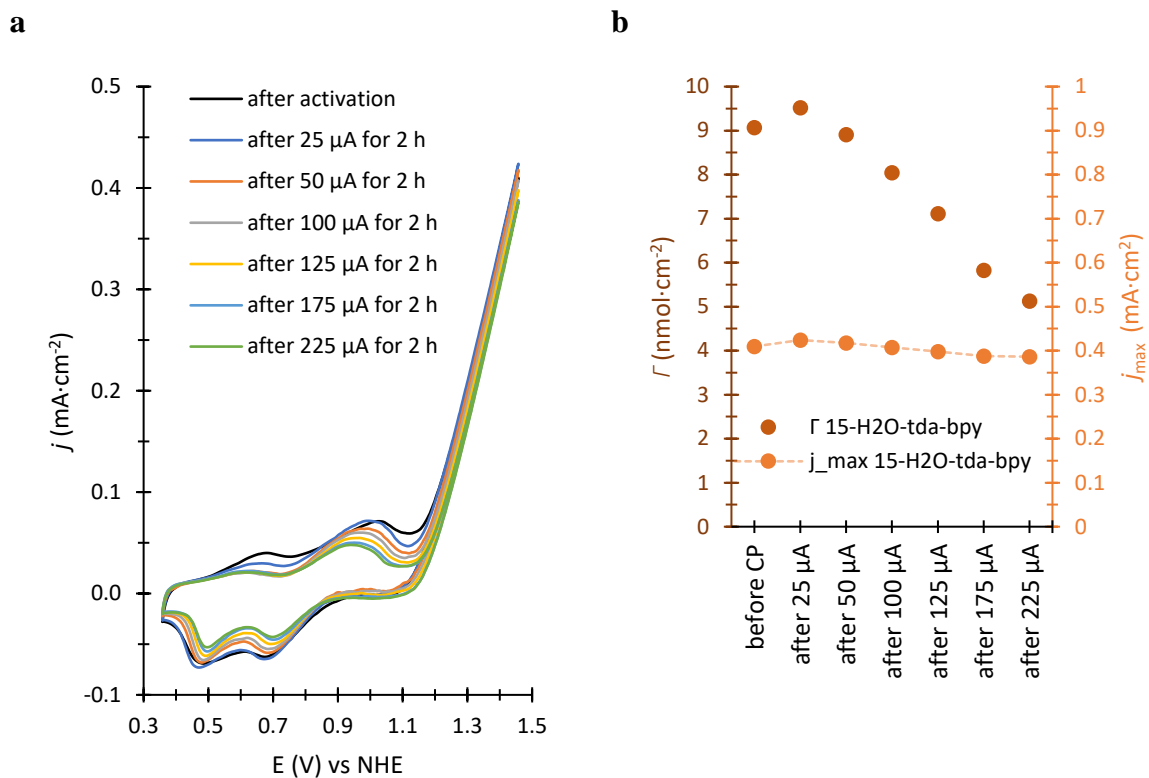 a
0.5
0.4
0.3
0.2
0.1
0.0
-0.1
j (mA·cm⁻²)
after activation
after 25 µA for 2 h
after 50 µA for 2 h
after 100 µA for 2 h
after 125 µA for 2 h
after 175 µA for 2 h
after 225 µA for 2 h
0.3 0.5 0.7 0.9 1.1 1.3 1.5
E (V) vs NHE
b
10
9
8
7
6
5
4
3
2
1
0
Γ (nmol·cm⁻²)
1
0.9
0.8
0.7
0.6
0.5
0.4
0.3
0.2
0.1
0
jmax (mA·cm²)
Γ 15-H2O-tda-bpy
j_max 15-H2O-tda-bpy
before CP
after 25 µA
after 50 µA
after 100 µA
after 125 µA
after 175 µA
after 225 µA